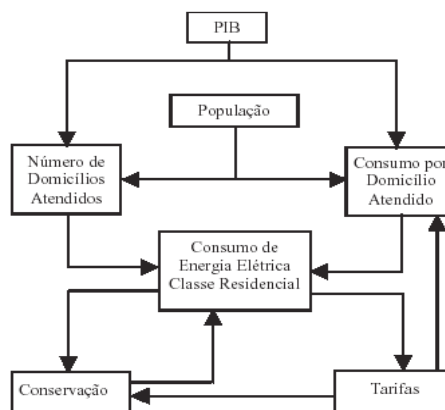 PIB
População
Número de
Domicílios
Atendidos
Consumo por
Domicílio
Atendido
Consumo de
Energia Elétrica
Classe Residencial
Conservação
Tarifas